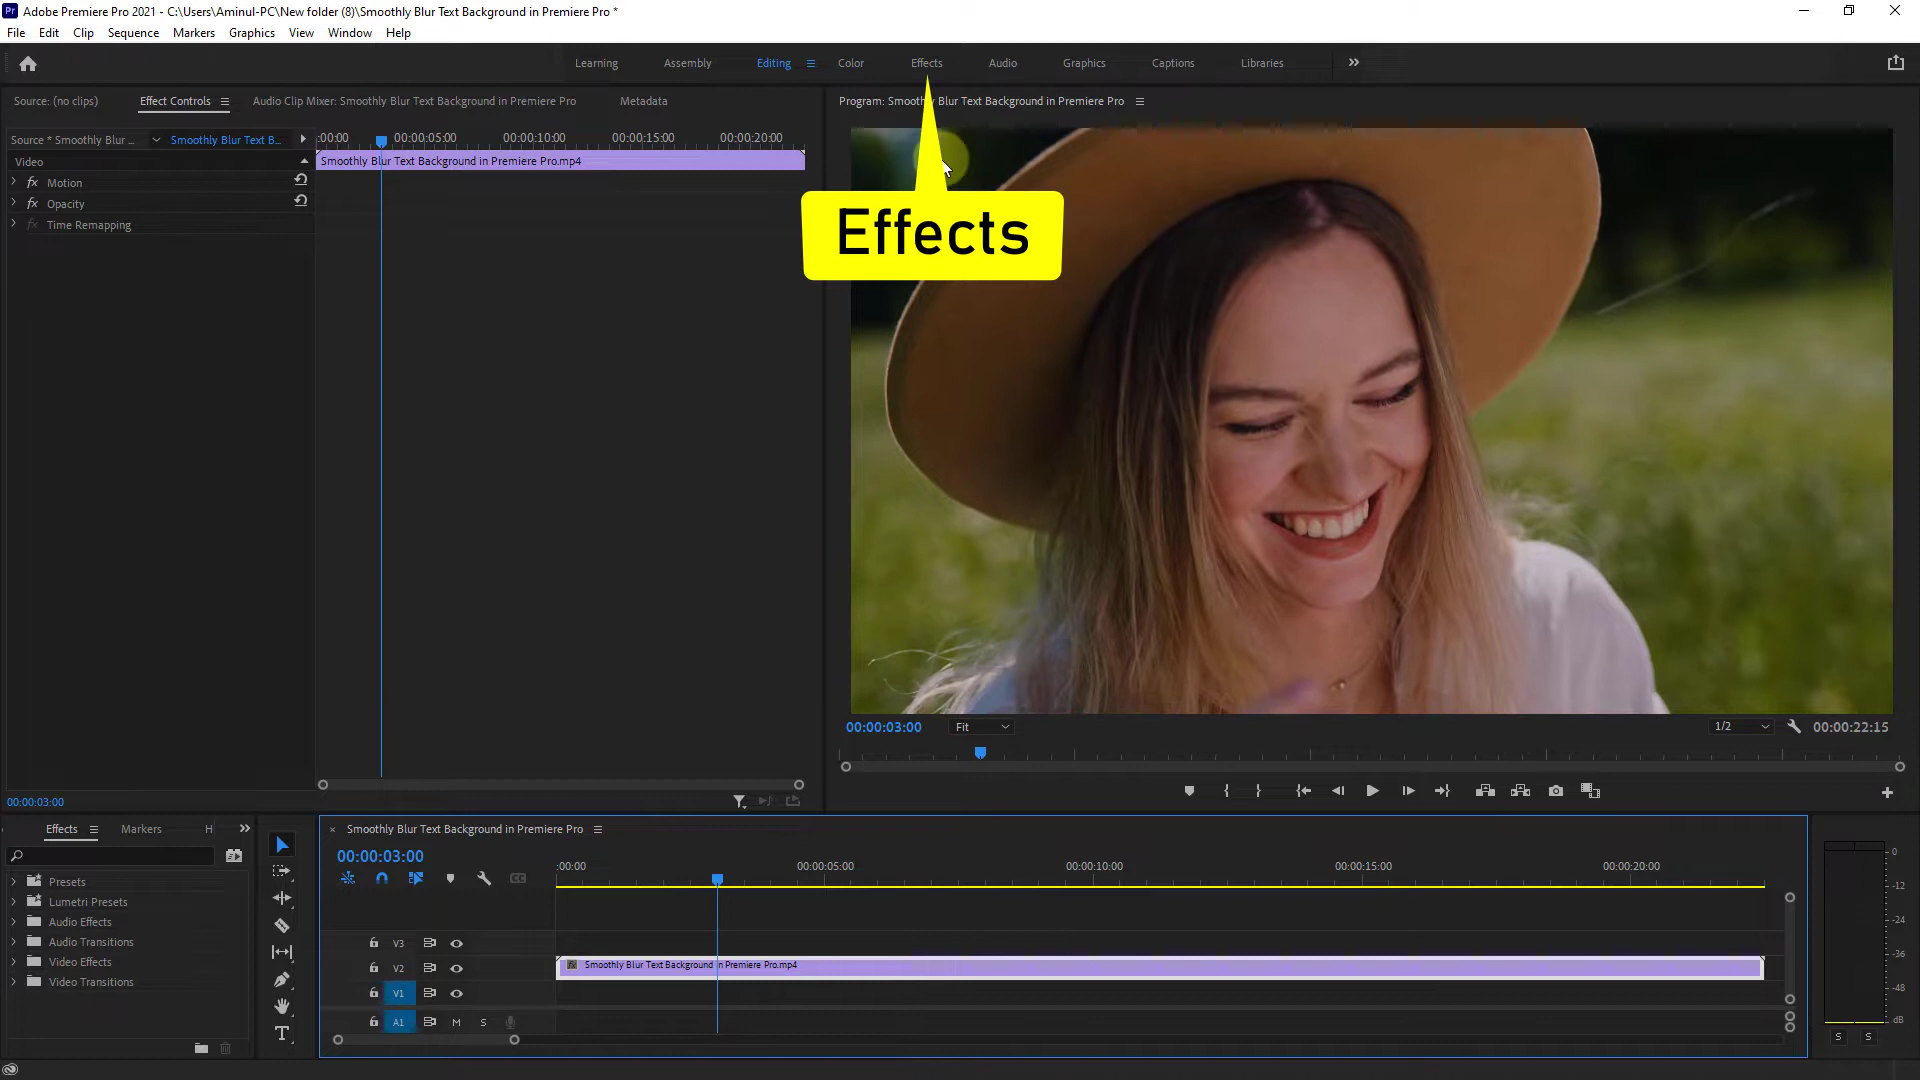 Pr Adobe Premiere Pro 2021 - C:\Users\Aminul-PC\New folder (8)\Smoothly Blur Text Background in Premiere Pro *
File Edit Clip Sequence Markers Graphics View Window Help
Learning Assembly Editing Color Effects Audio Graphics Captions Libraries
Source: (no clips) Effect Controls Audio Clip Mixer: Smoothly Blur Text Background in Premiere Pro Metadata
Program: Smoothly Blur Text Background in Premiere Pro
Source * Smoothly Blur ... Smoothly Blur Text B...
:00:00 00:00:05:00 00:00:10:00 00:00:15:00 00:00:20:00
Video
Smoothly Blur Text Background in Premiere Pro.mp4
fx Motion
fx Opacity
fx Time Remapping
Effects
00:00:03:00 Fit 1/2 00:00:22:15
00:00:03:00
Effects Markers H
Smoothly Blur Text Background in Premiere Pro
00:00:03:00
:00:00 00:00:05:00 00:00:10:00 00:00:15:00 00:00:20:00
Presets
Lumetri Presets
Audio Effects
Audio Transitions
Video Effects
Video Transitions
V3
V2
fx Smoothly Blur Text Background in Premiere Pro.mp4
V1
A1 M S
T
0
-12
-24
-36
-48
dB
S S